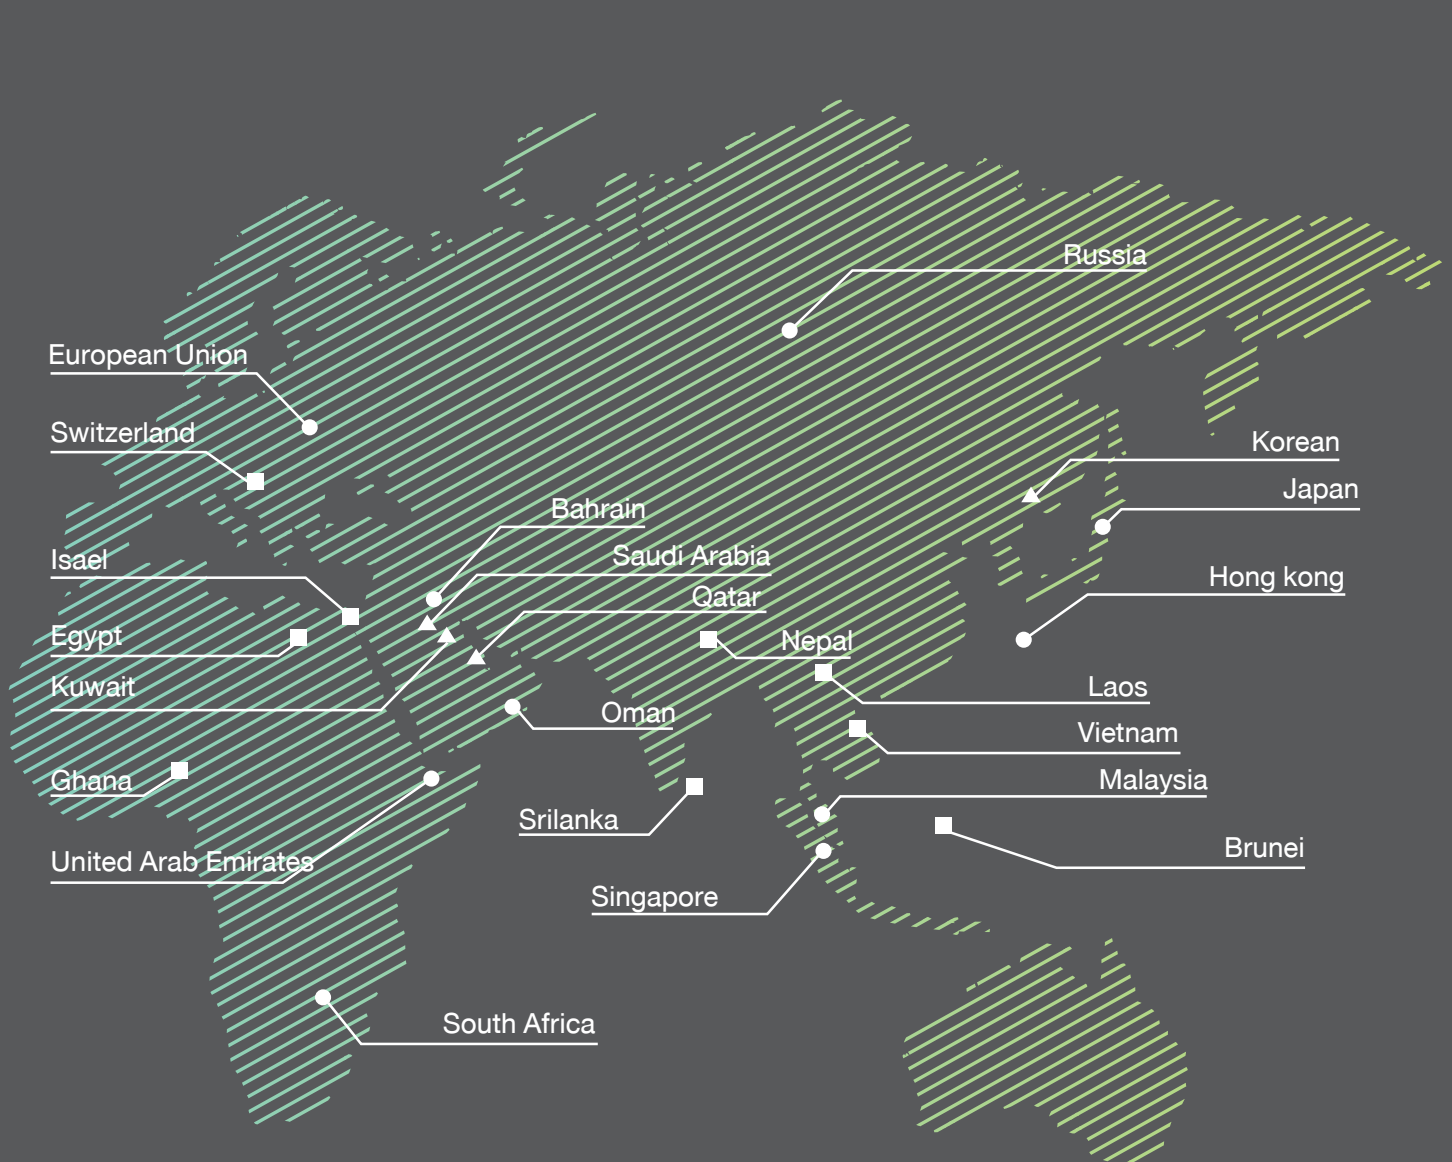 Russia
European Union
Switzerland
Korean
Japan
Bahrain
Saudi Arabia
Isael
Hong kong
Qatar
Egypt
Nepal
Kuwait
Laos
Oman
Vietnam
Ghana
Malaysia
Srilanka
Brunei
United Arab Emirates
Singapore
South Africa